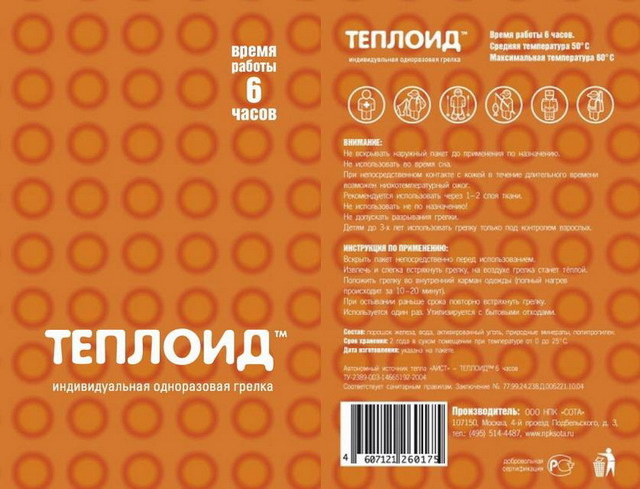 время
работы
6
часов
ТЕПЛОИД™
индивидуальная одноразовая грелка
ТЕПЛОИД™
индивидуальная одноразовая грелка
Время работы 6 часов.
Средняя температура 50°С
Максимальная температура 60°С
ВНИМАНИЕ:
Не вскрывать наружный пакет до применения по назначению.
Не использовать во время сна.
При непосредственном контакте с кожей в течение длительного времени
возможен низкотемпературный ожог.
Рекомендуется использовать через 1–2 слоя ткани.
Не использовать не по назначению!
Не допускать разрывания грелки.
Детям до 3-х лет использовать грелку только под контролем взрослых.
ИНСТРУКЦИЯ ПО ПРИМЕНЕНИЮ:
Вскрыть пакет непосредственно перед использованием.
Извлечь и слегка встряхнуть грелку, на воздухе грелка станет тёплой.
Положить грелку во внутренний карман одежды (полный нагрев
происходит за 10–20 минут).
При остывании раньше срока повторно встряхнуть грелку.
Используется один раз. Утилизируется с бытовыми отходами.
Состав: порошок железа, вода, активированный уголь, природные минералы, полипропилен.
Срок хранения: 2 года в сухом помещении при температуре от 0 до 25°С.
Дата изготовления: указана на пакете.
Автономный источник тепла «АИСТ» – ТЕПЛОИД™ 6 часов
ТУ-2389-003-14665192-2004
Соответствует санитарным правилам. Заключение №
Производитель: ООО НПК «СОТА»
107150, Москва, 4-й проезд Подбельского, д. 3,
тел.: (495) 514-4487, www.npksota.ru
4 607121 260175
добровольная
сертификация